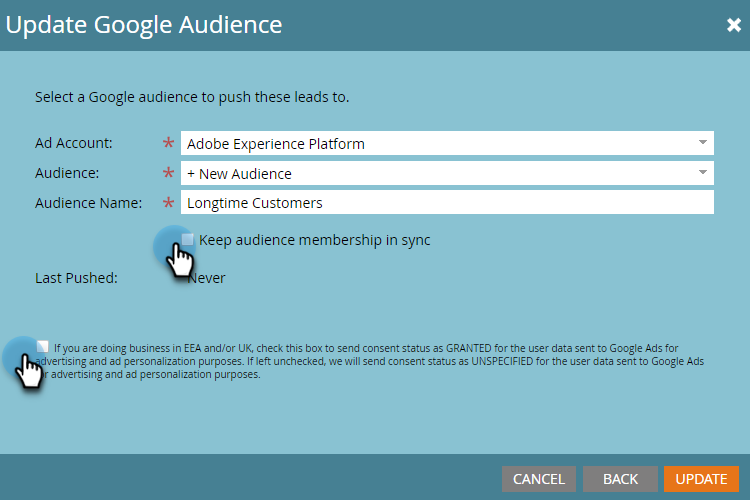 Update Google Audience
Select a Google audience to push these leads to.
Ad Account: * Adobe Experience Platform
Audience: * + New Audience
Audience Name: * Longtime Customers
Keep audience membership in sync
Last Pushed: Never
If you are doing business in EEA and/or UK, check this box to send consent status as GRANTED for the user data sent to Google Ads for
advertising and ad personalization purposes. If left unchecked, we will send consent status as UNSPECIFIED for the user data sent to Google Ads
for advertising and ad personalization purposes.
CANCEL BACK UPDATE